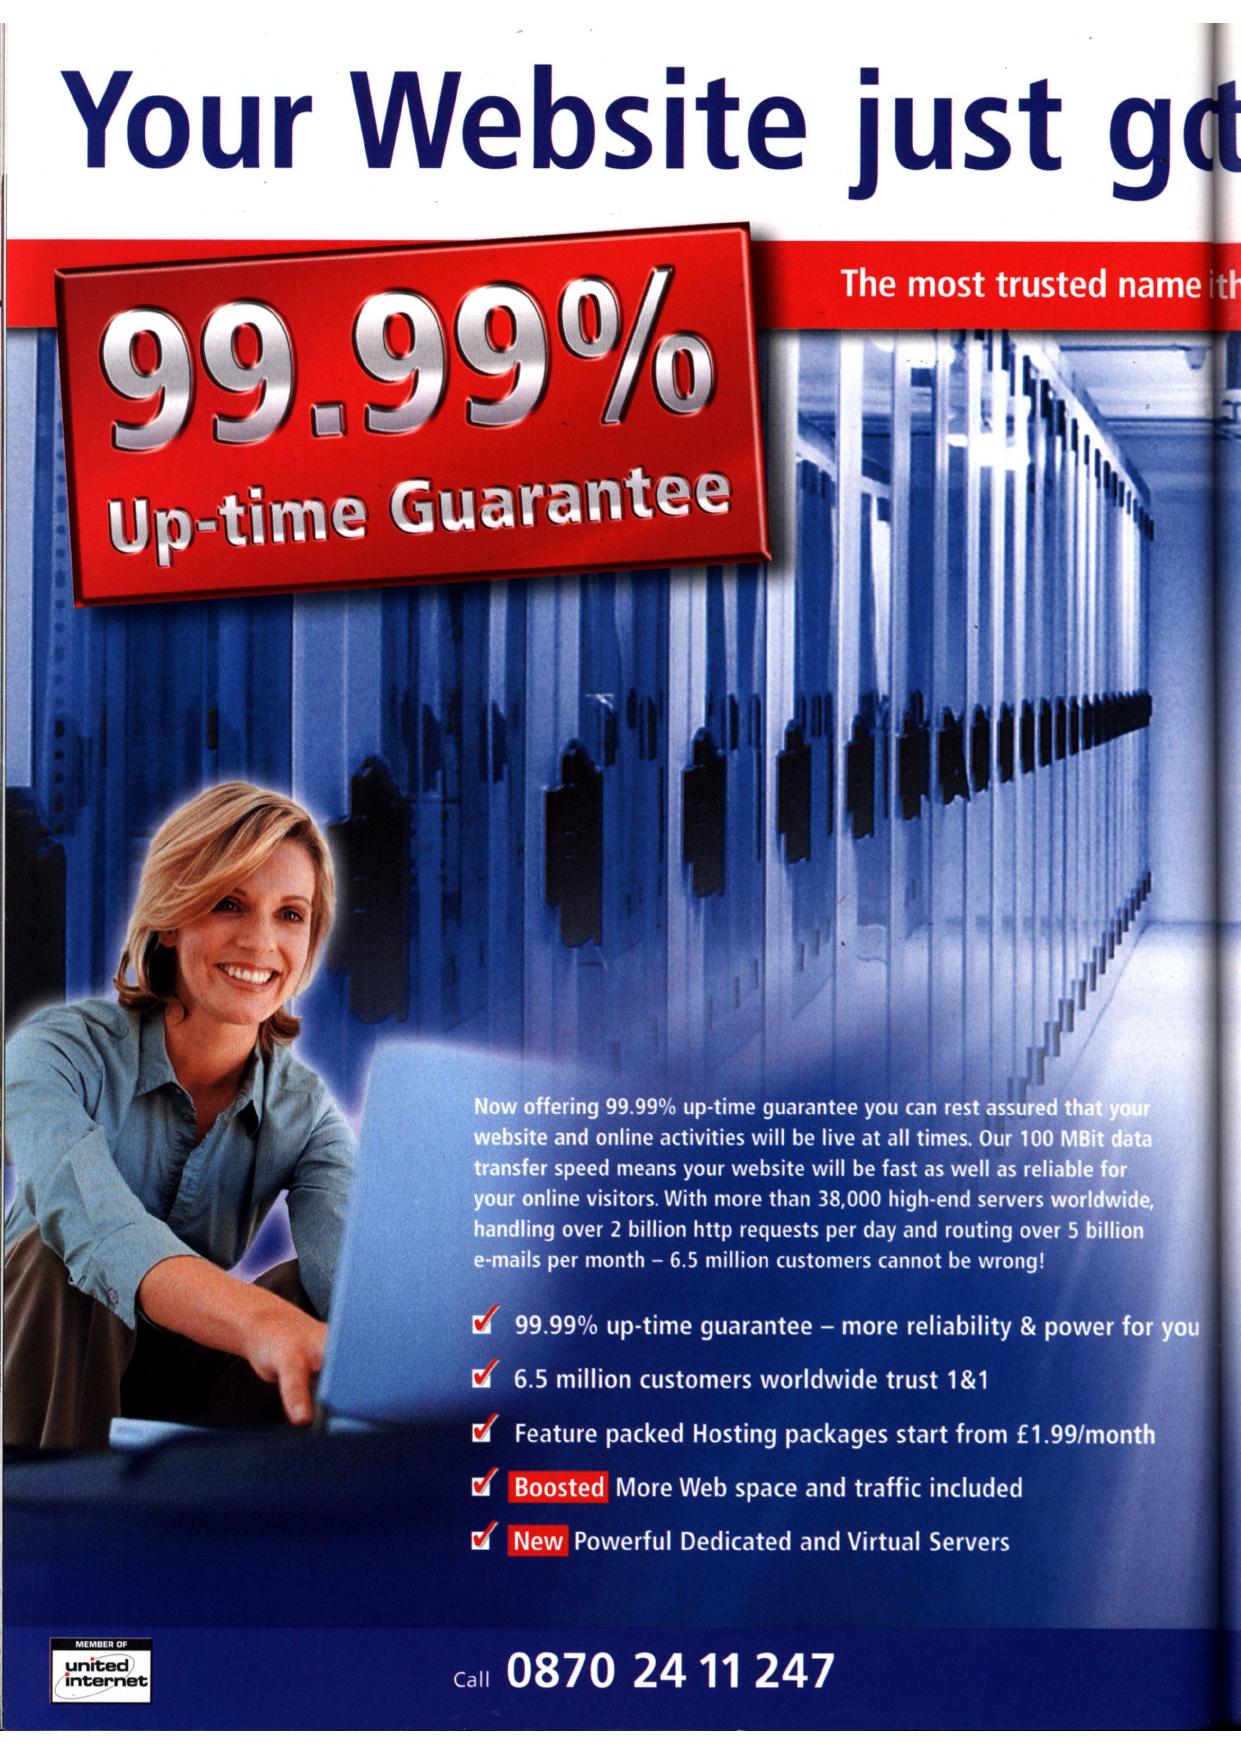 Your Website just
99.99%
Up-time Guarantee
The most trusted name
Now offering 99.99% up-time guarantee you can rest assured that your
website and online activities will be live at all times. Our 100 MBit data
transfer speed means your website will be fast as well as reliable for
your online visitors. With more than 38,000 high-end servers worldwide,
handling over 2 billion http requests per day and routing over 5 billion
e-mails per month – 6.5 million customers cannot be wrong!
99.99% up-time guarantee – more reliability & power for you
6.5 million customers worldwide trust 1&1
Feature packed Hosting packages start from £1.99/month
Boosted More Web space and traffic included
New Powerful Dedicated and Virtual Servers
MEMBER OF
united
internet
Call 0870 24 11 247